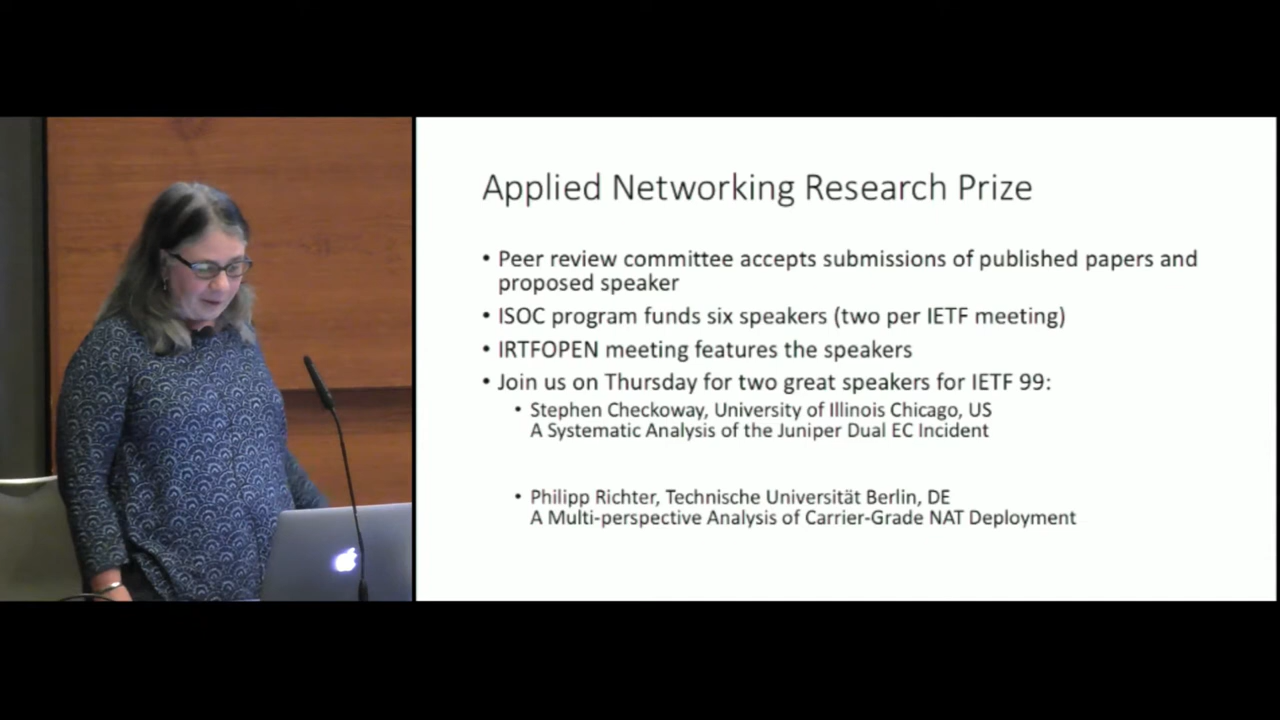 Applied Networking Research Prize
• Peer review committee accepts submissions of published papers and
proposed speaker
• ISOC program funds six speakers (two per IETF meeting)
• IRTFOPEN meeting features the speakers
• Join us on Thursday for two great speakers for IETF 99:
• Stephen Checkoway, University of Illinois Chicago, US
A Systematic Analysis of the Juniper Dual EC Incident
• Philipp Richter, Technische Universität Berlin, DE
A Multi-perspective Analysis of Carrier-Grade NAT Deployment